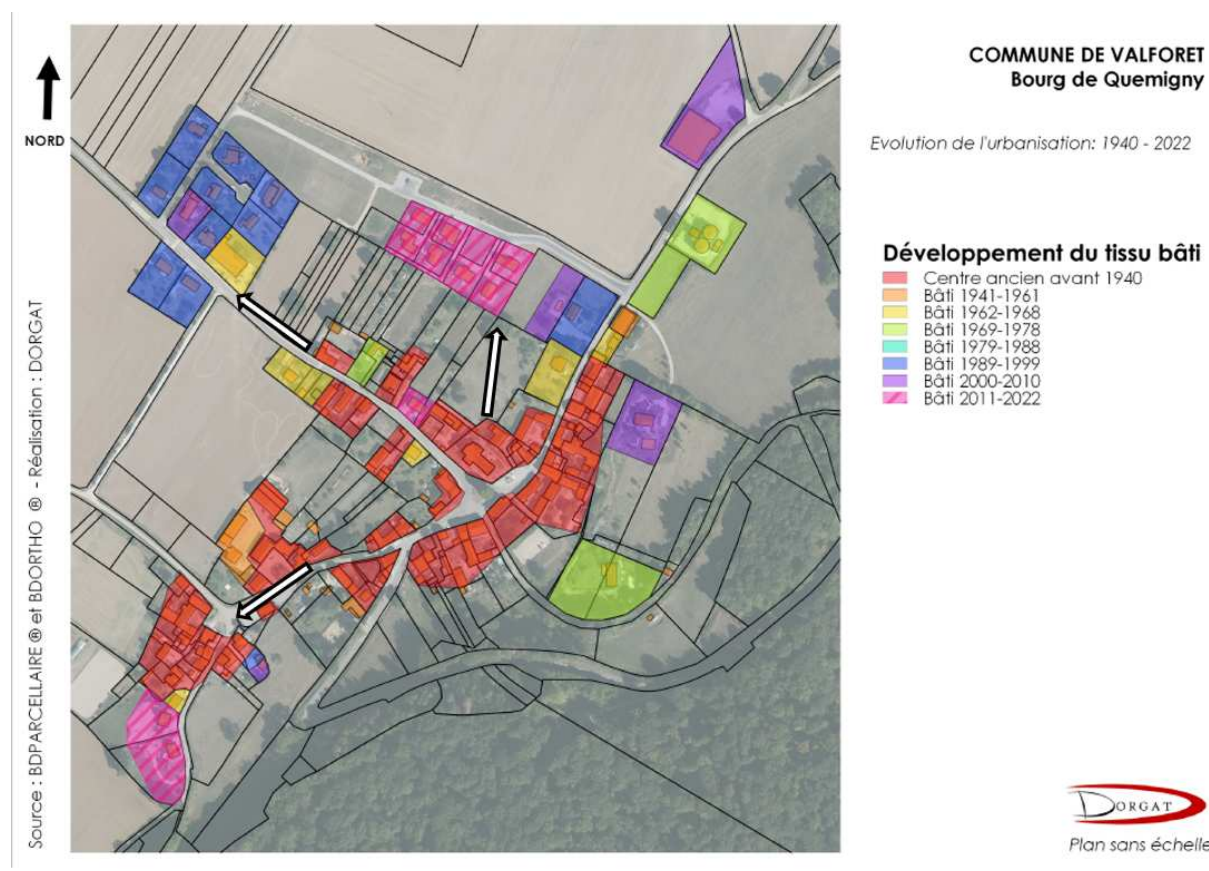 COMMUNE DE VALFORET
Bourg de Quemigny
NORD
Evolution de l'urbanisation: 1940 - 2022
Développement du tissu bâti
Centre ancien avant 1940
Bâti 1941-1961
Bâti 1962-1968
Bâti 1969-1978
Bâti 1979-1988
Bâti 1989-1999
Bâti 2000-2010
Bâti 2011-2022
Source : BDPARCELLAIRE ® et BDORTHO ® - Réalisation : DORGAT
DORGAT
Plan sans échelle